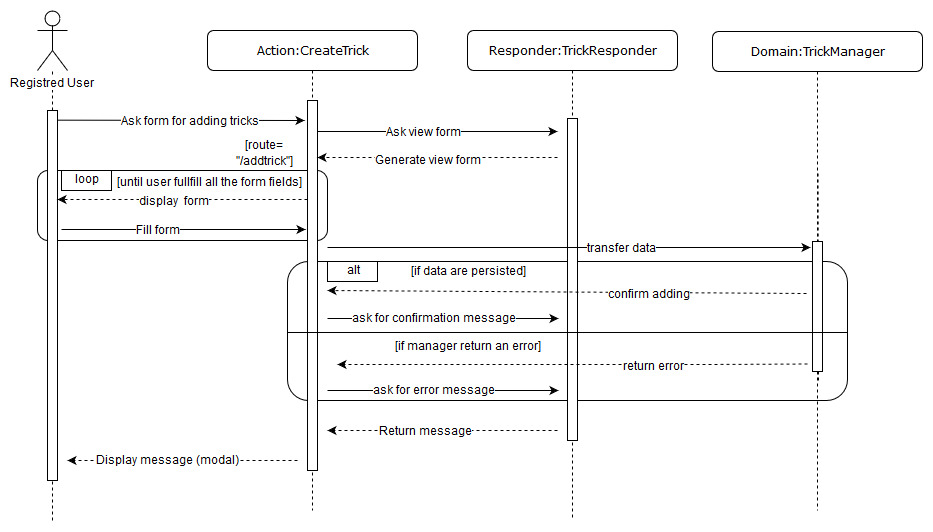 Registred User
Action:CreateTrick
Responder:TrickResponder
Domain:TrickManager
Ask form for adding tricks
Ask view form
[route=
"/addtrick"]
Generate view form
loop
[until user fullfill all the form fields]
display form
Fill form
transfer data
alt
[if data are persisted]
confirm adding
ask for confirmation message
[if manager return an error]
return error
ask for error message
Return message
Display message (modal)